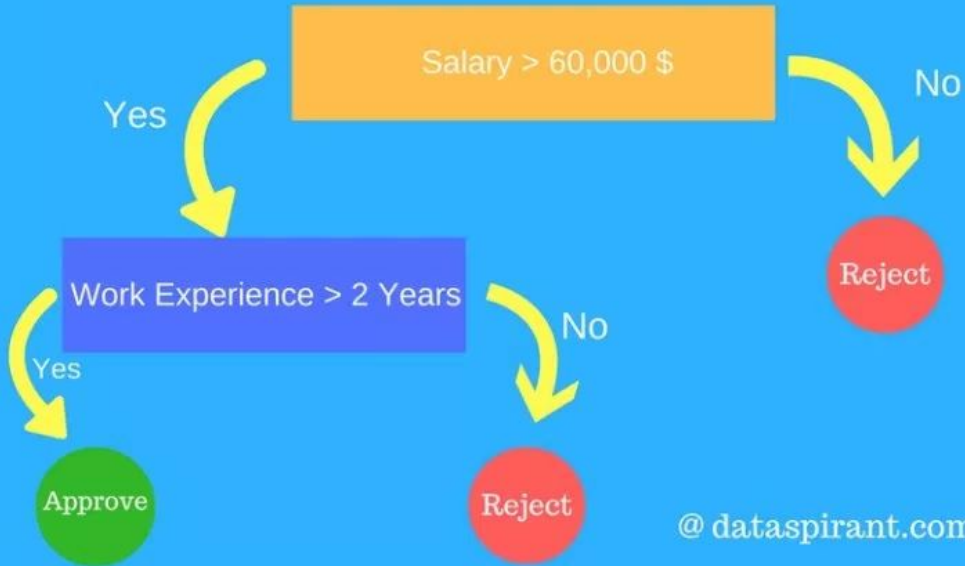 Salary > 60,000 $
Yes
No
Work Experience > 2 Years
Reject
Yes
No
Approve
Reject
@ dataspirant.com